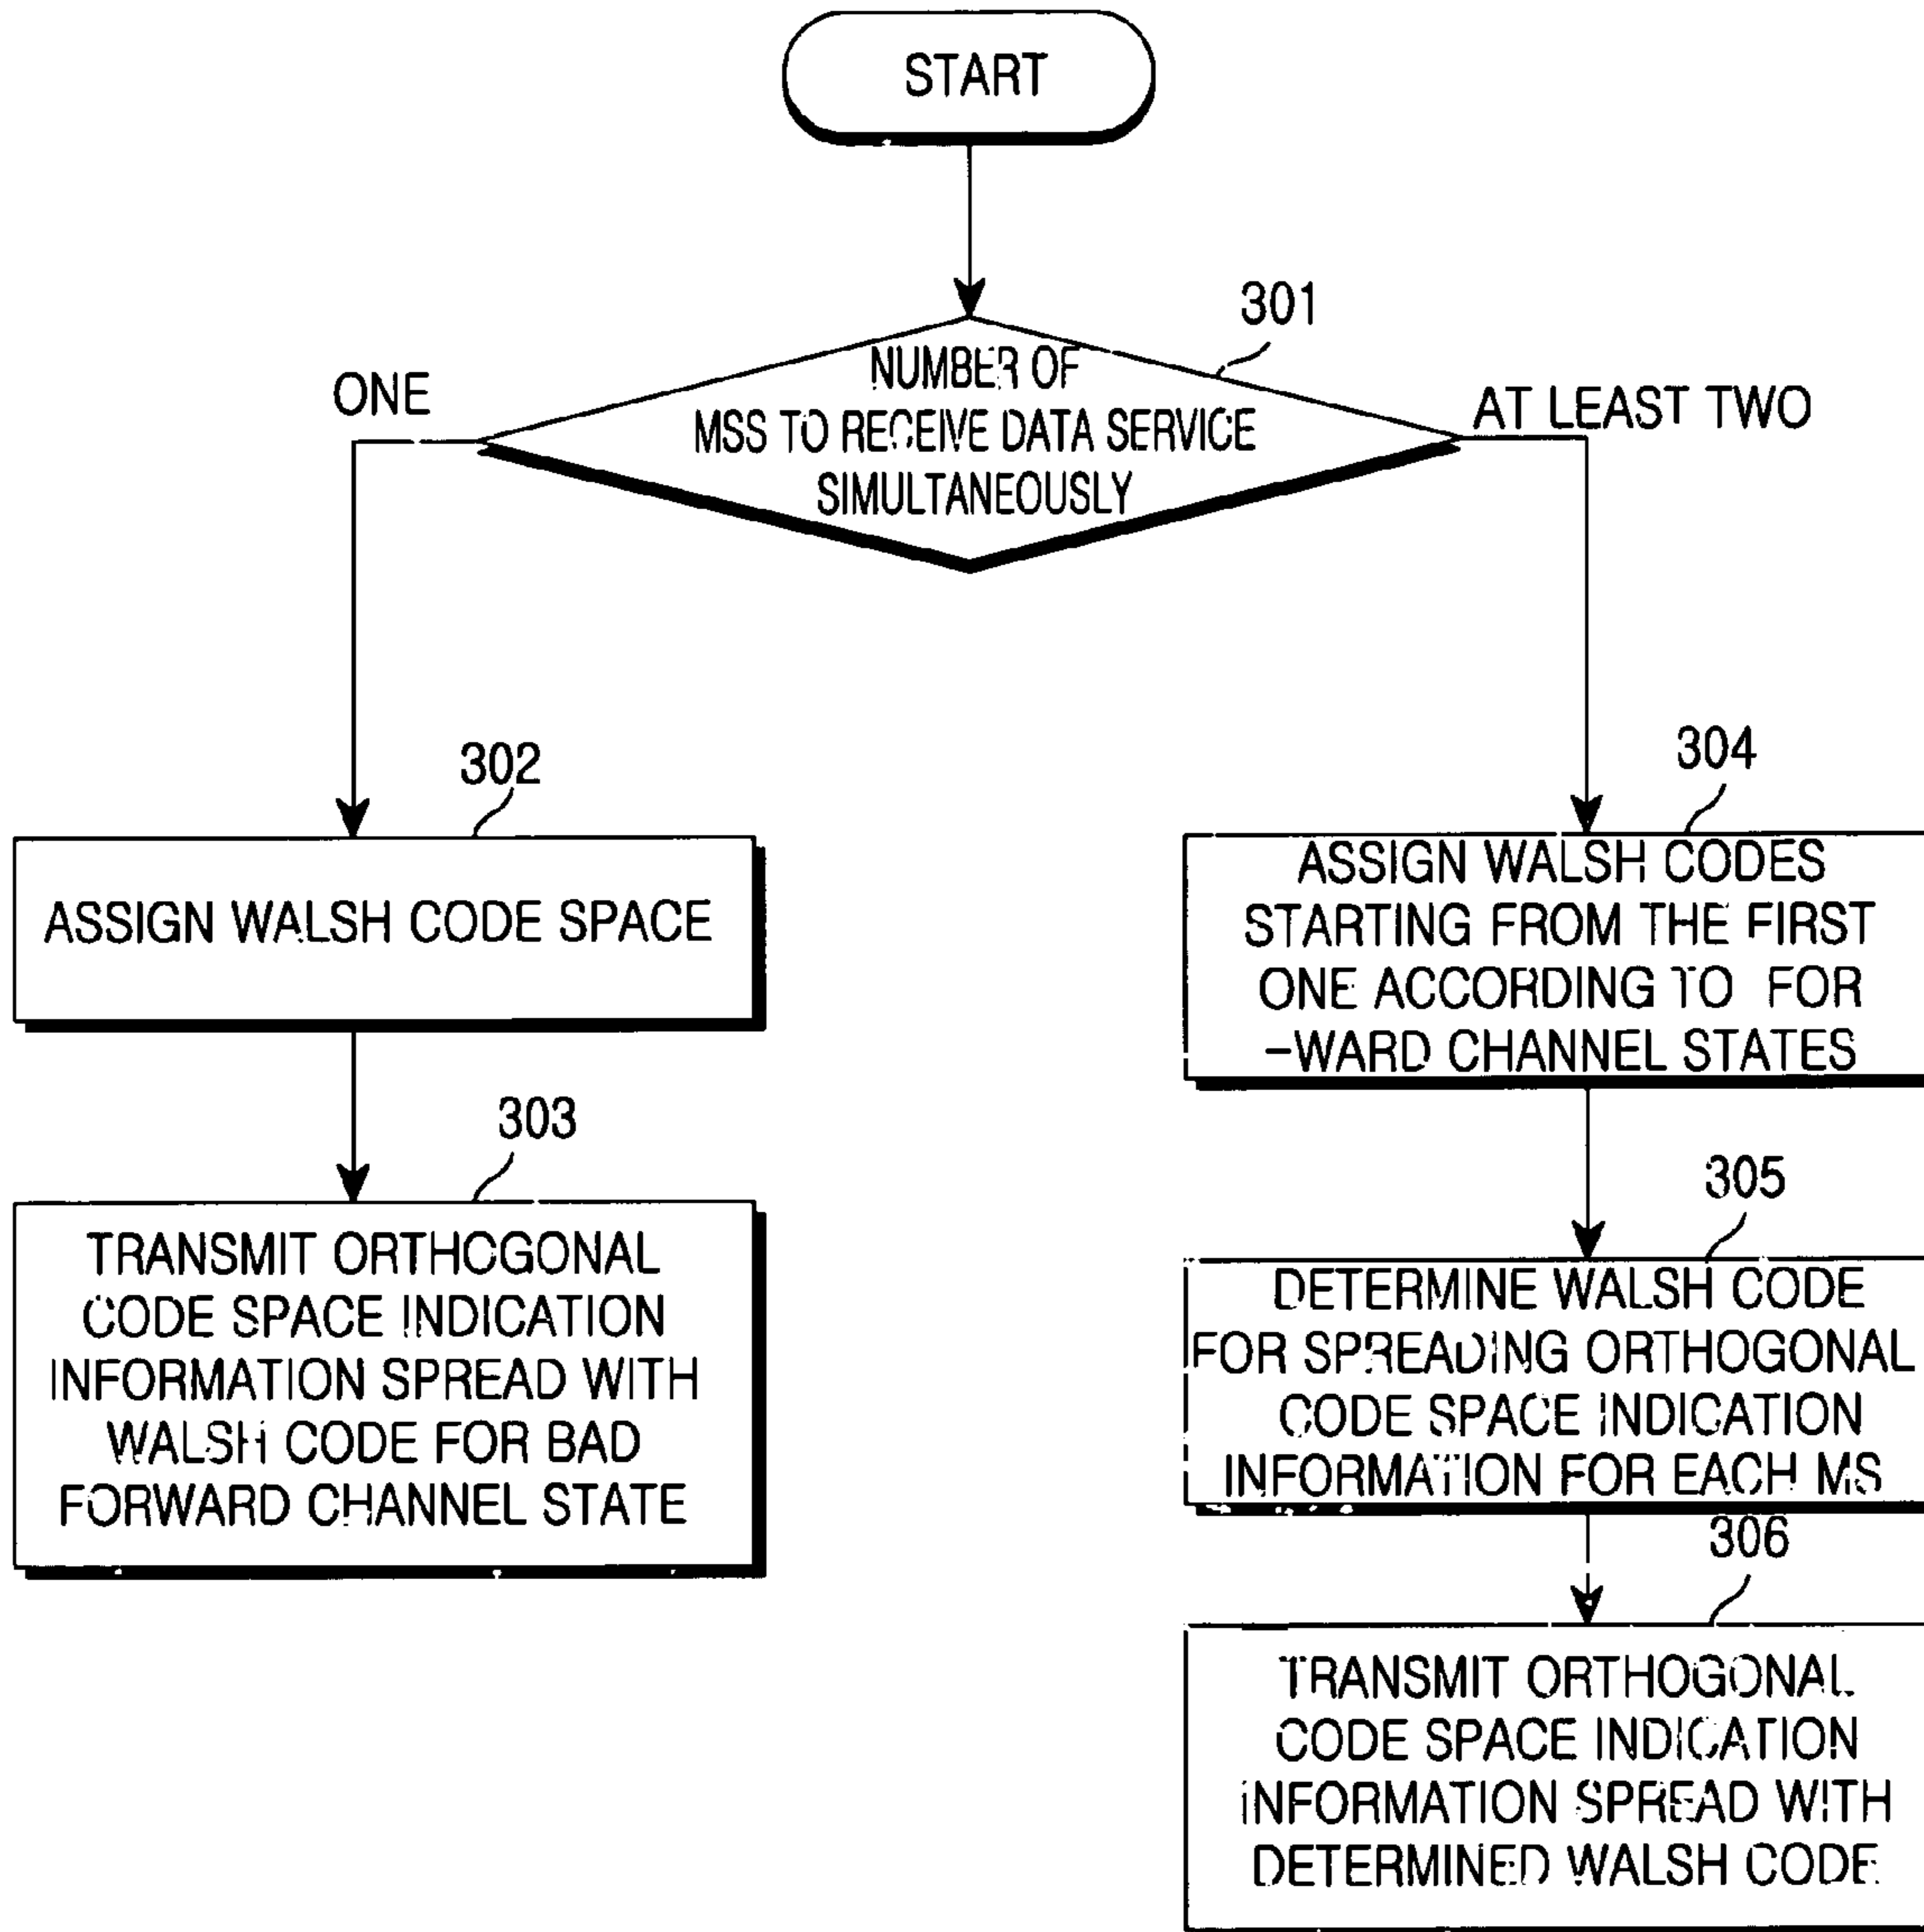 START
301
NUMBER OF
MSS TO RECEIVE DATA SERVICE
SIMULTANEOUSLY
ONE
AT LEAST TWO
302
ASSIGN WALSH CODE SPACE
303
TRANSMIT ORTHOGONAL
CODE SPACE INDICATION
INFORMATION SPREAD WITH
WALSH CODE FOR BAD
FORWARD CHANNEL STATE
304
ASSIGN WALSH CODES
STARTING FROM THE FIRST
ONE ACCORDING TO FOR
-WARD CHANNEL STATES
305
DETERMINE WALSH CODE
FOR SPREADING ORTHOGONAL
CODE SPACE INDICATION
INFORMATION FOR EACH MS
306
TRANSMIT ORTHOGONAL
CODE SPACE INDICATION
INFORMATION SPREAD WITH
DETERMINED WALSH CODE